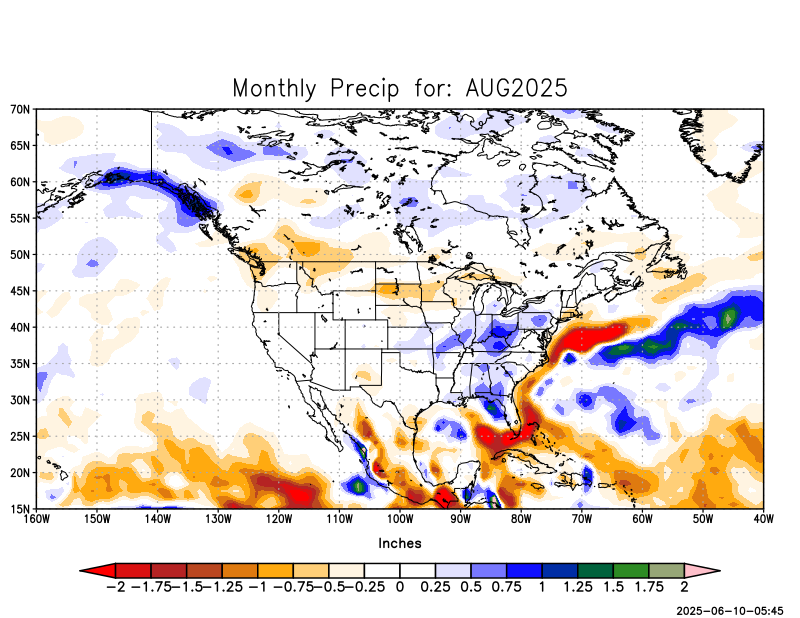 Monthly Precip for: AUG2025
70N
65N
60N
55N
50N
45N
40N
35N
30N
25N
20N
15N
160W 150W 140W 130W 120W 110W 100W 90W 80W 70W 60W 50W 40W
Inches
−2 −1.75 −1.5 −1.25 −1 −0.75 −0.5 −0.25 0 0.25 0.5 0.75 1 1.25 1.5 1.75 2
2025-06-10-05:45